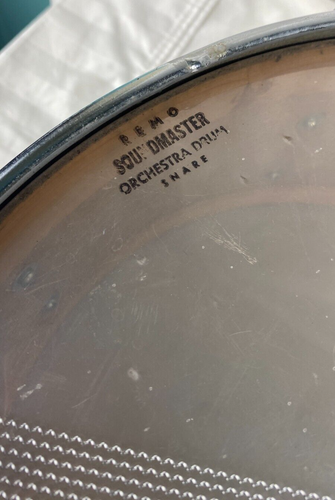 REMO
SOUNDMASTER
ORCHESTRA DRUM
SNARE